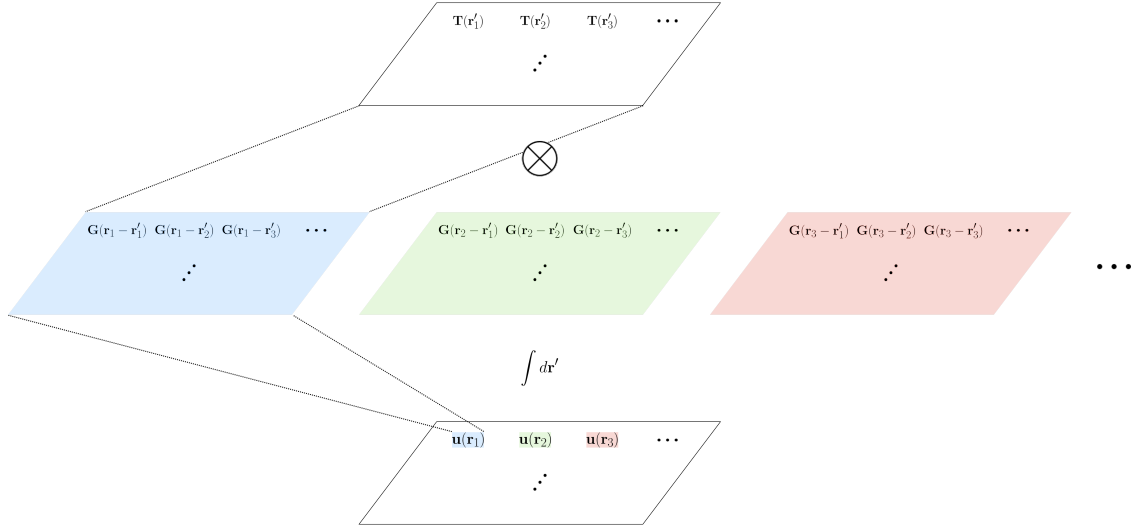 T(r′₁) T(r′₂) T(r′₃) ⋯
⋰
⊗
G(r₁ − r′₁) G(r₁ − r′₂) G(r₁ − r′₃) ⋯ G(r₂ − r′₁) G(r₂ − r′₂) G(r₂ − r′₃) ⋯ G(r₃ − r′₁) G(r₃ − r′₂) G(r₃ − r′₃) ⋯
⋰ ⋰ ⋰ ⋯
∫ dr′
u(r₁) u(r₂) u(r₃) ⋯
⋰